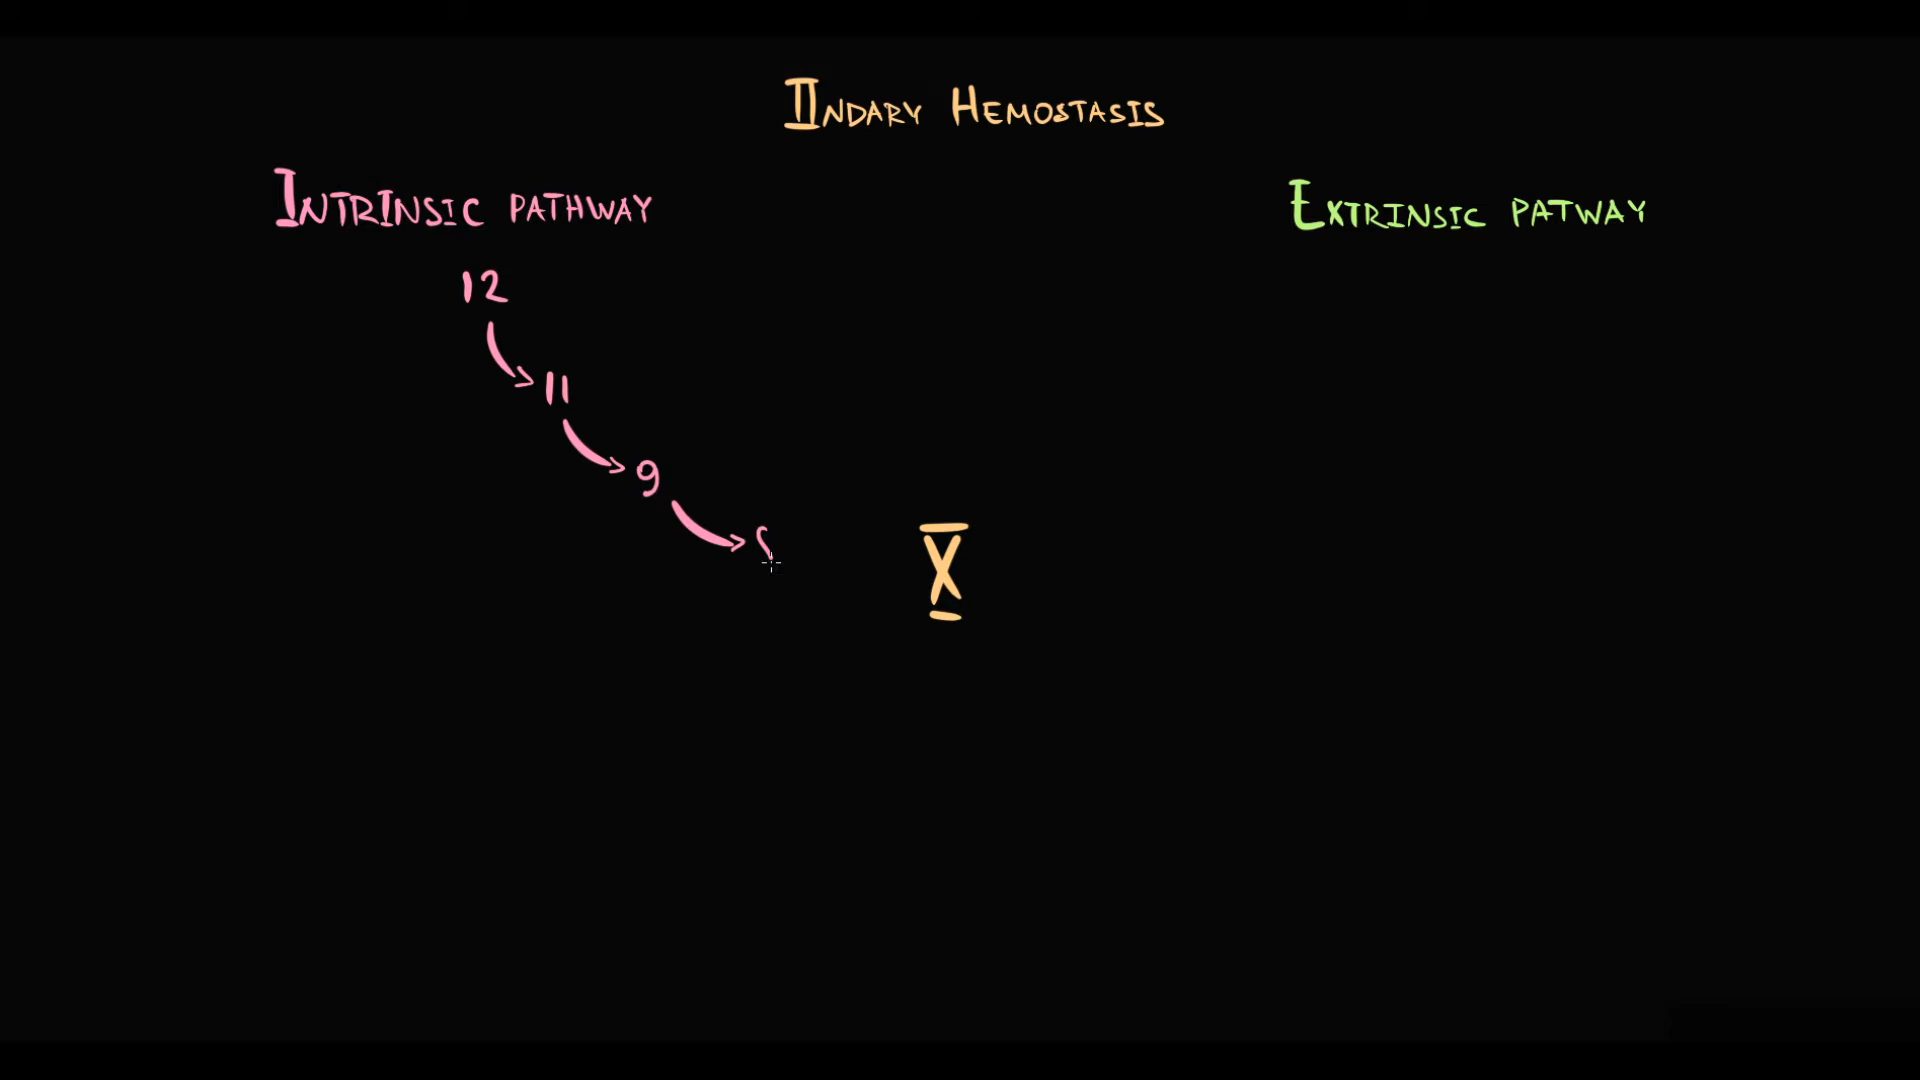 IIndary Hemostasis
Intrinsic pathway
Extrinsic patway
12
11
9
X